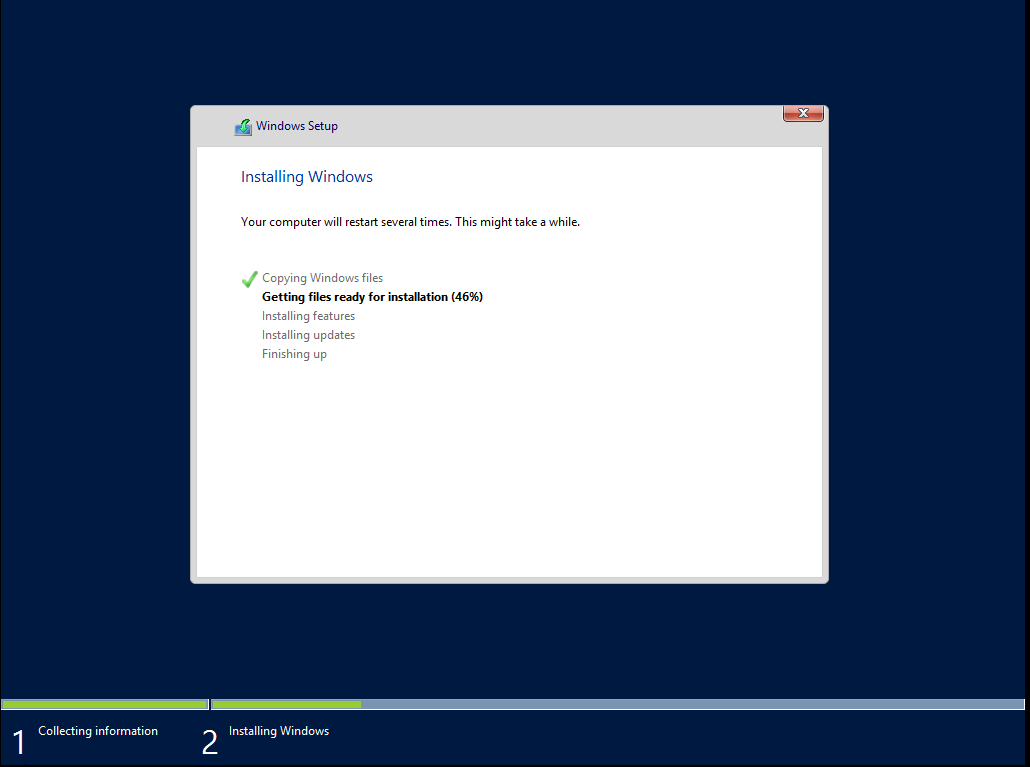 Windows Setup
Installing Windows
Your computer will restart several times. This might take a while.
Copying Windows files
Getting files ready for installation (46%)
Installing features
Installing updates
Finishing up
1 Collecting information
2 Installing Windows